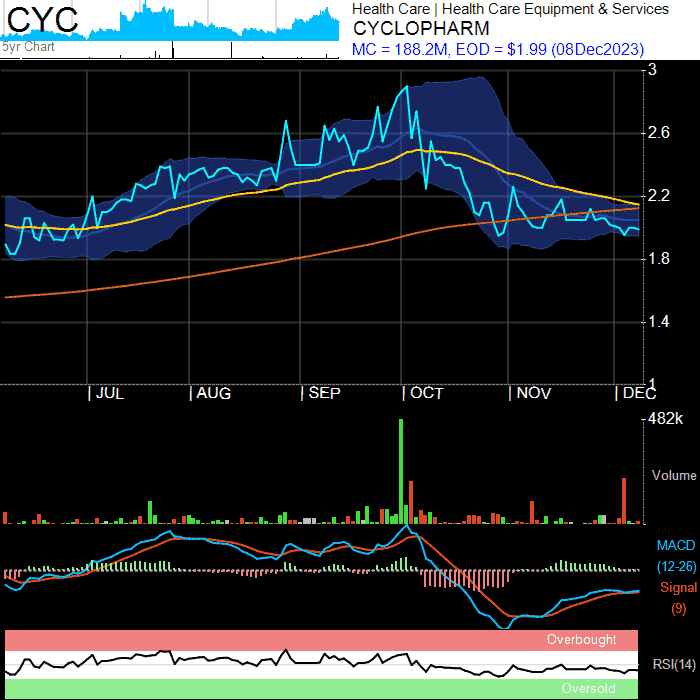 CYC
5yr Chart
Health Care | Health Care Equipment & Services
CYCLOPHARM
MC = 188.2M, EOD = $1.99 (08Dec2023)
3
2.6
2.2
1.8
1.4
1
JUL AUG SEP OCT NOV DEC
482k
Volume
MACD
(12-26)
Signal
(9)
Overbought
RSI(14)
Oversold